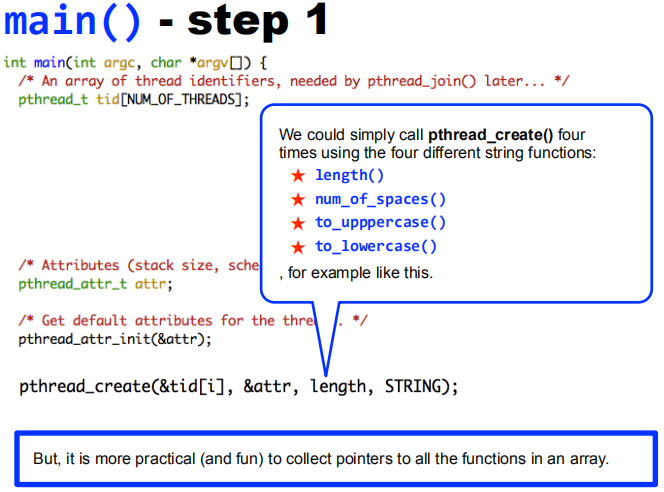 main() - step 1
int main(int argc, char *argv[]) {
/* An array of thread identifiers, needed by pthread_join() later... */
pthread_t tid[NUM_OF_THREADS];
We could simply call pthread_create() four
times using the four different string functions:
★ length()
★ num_of_spaces()
★ to_upppercase()
★ to_lowercase()
, for example like this.
/* Attributes (stack size, sche
pthread_attr_t attr;
/* Get default attributes for the thre . */
pthread_attr_init(&attr);
pthread_create(&tid[i], &attr, length, STRING);
But, it is more practical (and fun) to collect pointers to all the functions in an array.